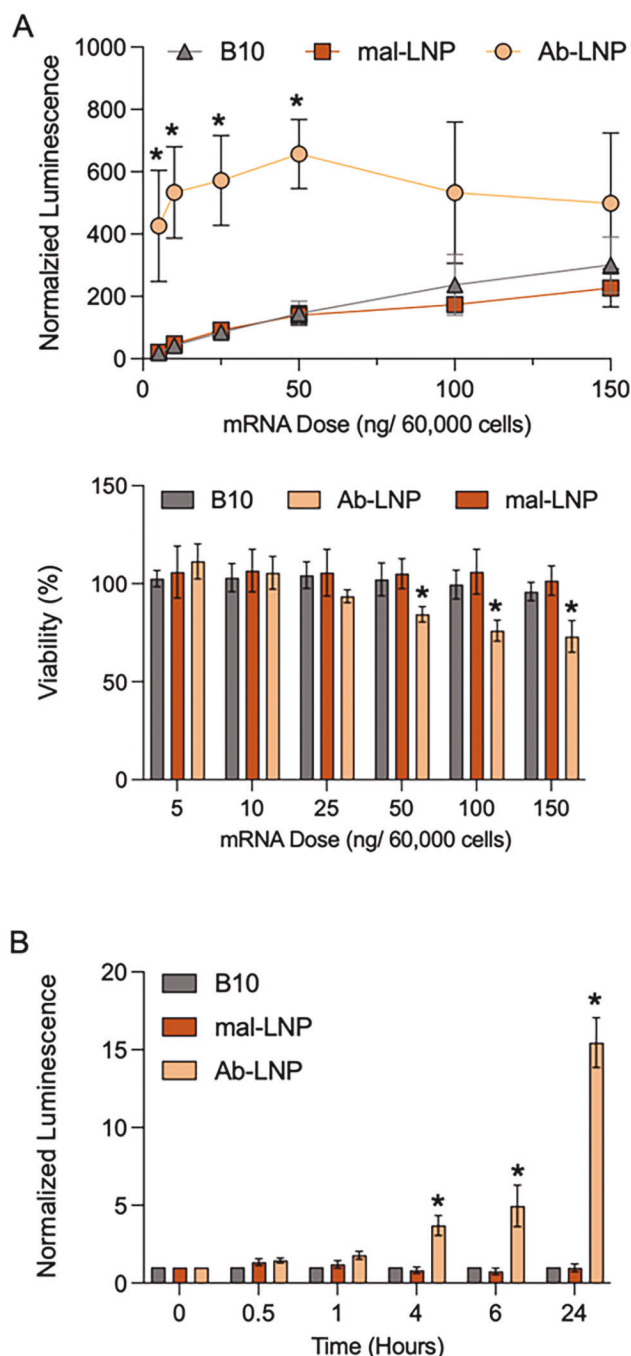 A
B10 mal-LNP Ab-LNP
Normalzied Luminescence
1000
800
600
400
200
0
* * * *
0 50 100 150
mRNA Dose (ng/ 60,000 cells)
B10 Ab-LNP mal-LNP
Viability (%)
150
100
50
0
* * *
5 10 25 50 100 150
mRNA Dose (ng/ 60,000 cells)
B
B10
mal-LNP
Ab-LNP
Normalized Luminescence
20
15
10
5
0
* * *
0 0.5 1 4 6 24
Time (Hours)